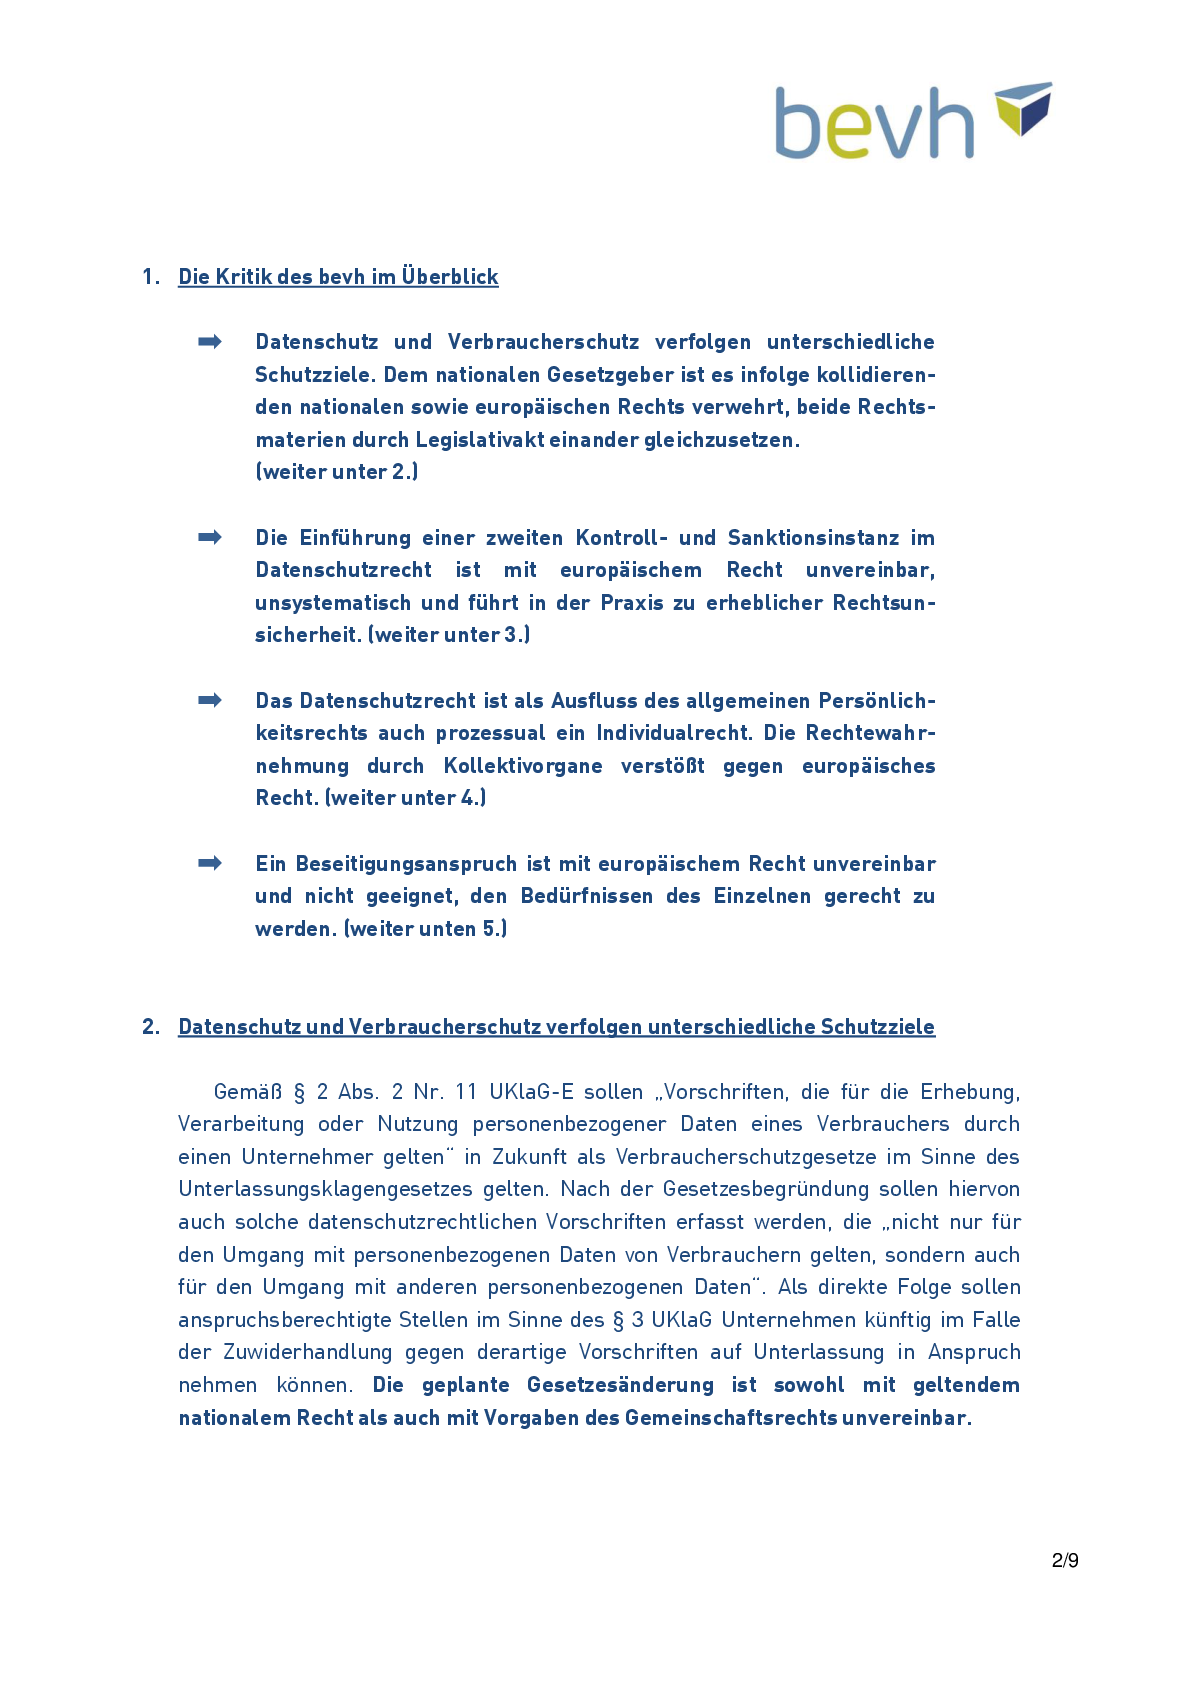 bevh
1. Die Kritik des bevh im Überblick
Datenschutz und Verbraucherschutz verfolgen unterschiedliche
Schutzziele. Dem nationalen Gesetzgeber ist es infolge kollidieren-
den nationalen sowie europäischen Rechts verwehrt, beide Rechts-
materien durch Legislativakt einander gleichzusetzen.
(weiter unter 2.)
Die Einführung einer zweiten Kontroll- und Sanktionsinstanz im
Datenschutzrecht ist mit europäischem Recht unvereinbar,
unsystematisch und führt in der Praxis zu erheblicher Rechtsun-
sicherheit. (weiter unter 3.)
Das Datenschutzrecht ist als Ausfluss des allgemeinen Persönlich-
keitsrechts auch prozessual ein Individualrecht. Die Rechtewahr-
nehmung durch Kollektivorgane verstößt gegen europäisches
Recht. (weiter unter 4.)
Ein Beseitigungsanspruch ist mit europäischem Recht unvereinbar
und nicht geeignet, den Bedürfnissen des Einzelnen gerecht zu
werden. (weiter unten 5.)
2. Datenschutz und Verbraucherschutz verfolgen unterschiedliche Schutzziele
Gemäß § 2 Abs. 2 Nr. 11 UKlaG-E sollen „Vorschriften, die für die Erhebung,
Verarbeitung oder Nutzung personenbezogener Daten eines Verbrauchers durch
einen Unternehmer gelten“ in Zukunft als Verbraucherschutzgesetze im Sinne des
Unterlassungsklagengesetzes gelten. Nach der Gesetzesbegründung sollen hiervon
auch solche datenschutzrechtlichen Vorschriften erfasst werden, die „nicht nur für
den Umgang mit personenbezogenen Daten von Verbrauchern gelten, sondern auch
für den Umgang mit anderen personenbezogenen Daten“. Als direkte Folge sollen
anspruchsberechtigte Stellen im Sinne des § 3 UKlaG Unternehmen künftig im Falle
der Zuwiderhandlung gegen derartige Vorschriften auf Unterlassung in Anspruch
nehmen können. Die geplante Gesetzesänderung ist sowohl mit geltendem
nationalem Recht als auch mit Vorgaben des Gemeinschaftsrechts unvereinbar.
2/9